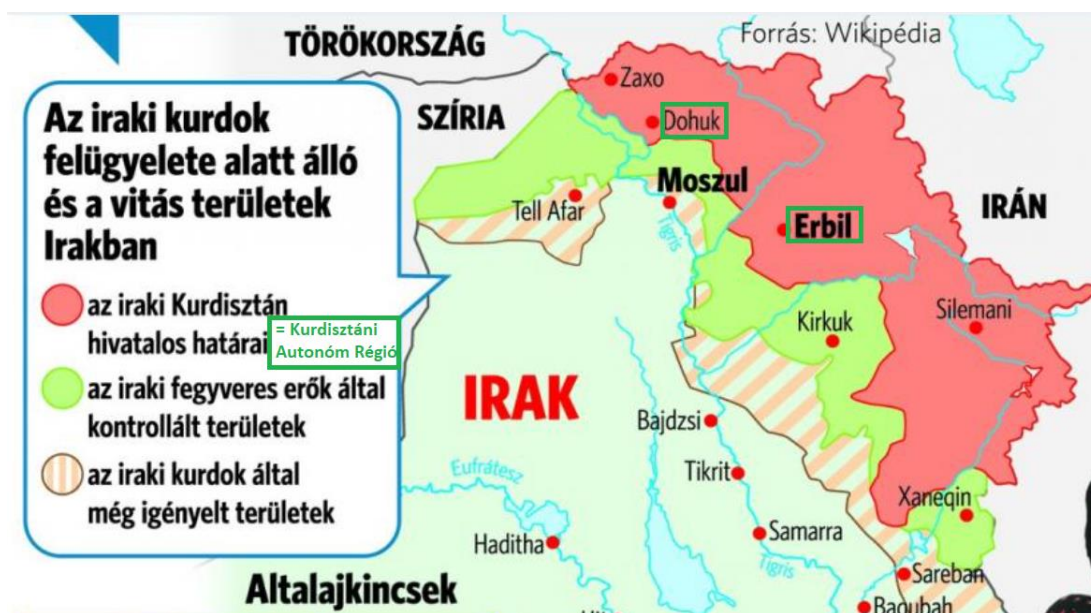 Forrás: Wikipédia
TÖRÖKORSZÁG
SZÍRIA
IRÁN
Az iraki kurdok
felügyelete alatt álló
és a vitás területek
Irakban
az iraki Kurdisztán
hivatalos határai
= Kurdisztáni
Autonóm Régió
az iraki fegyveres erők által
kontrollált területek
az iraki kurdok által
még igényelt területek
Zaxo
Dohuk
Moszul
Tell Afar
Tigris
Erbil
Kirkuk
Silemani
IRAK
Bajdzsi
Tikrit
Eufrátesz
Xaneqin
Haditha
Samarra
Tigris
Sareban
Baqubah
Altalajkincsek